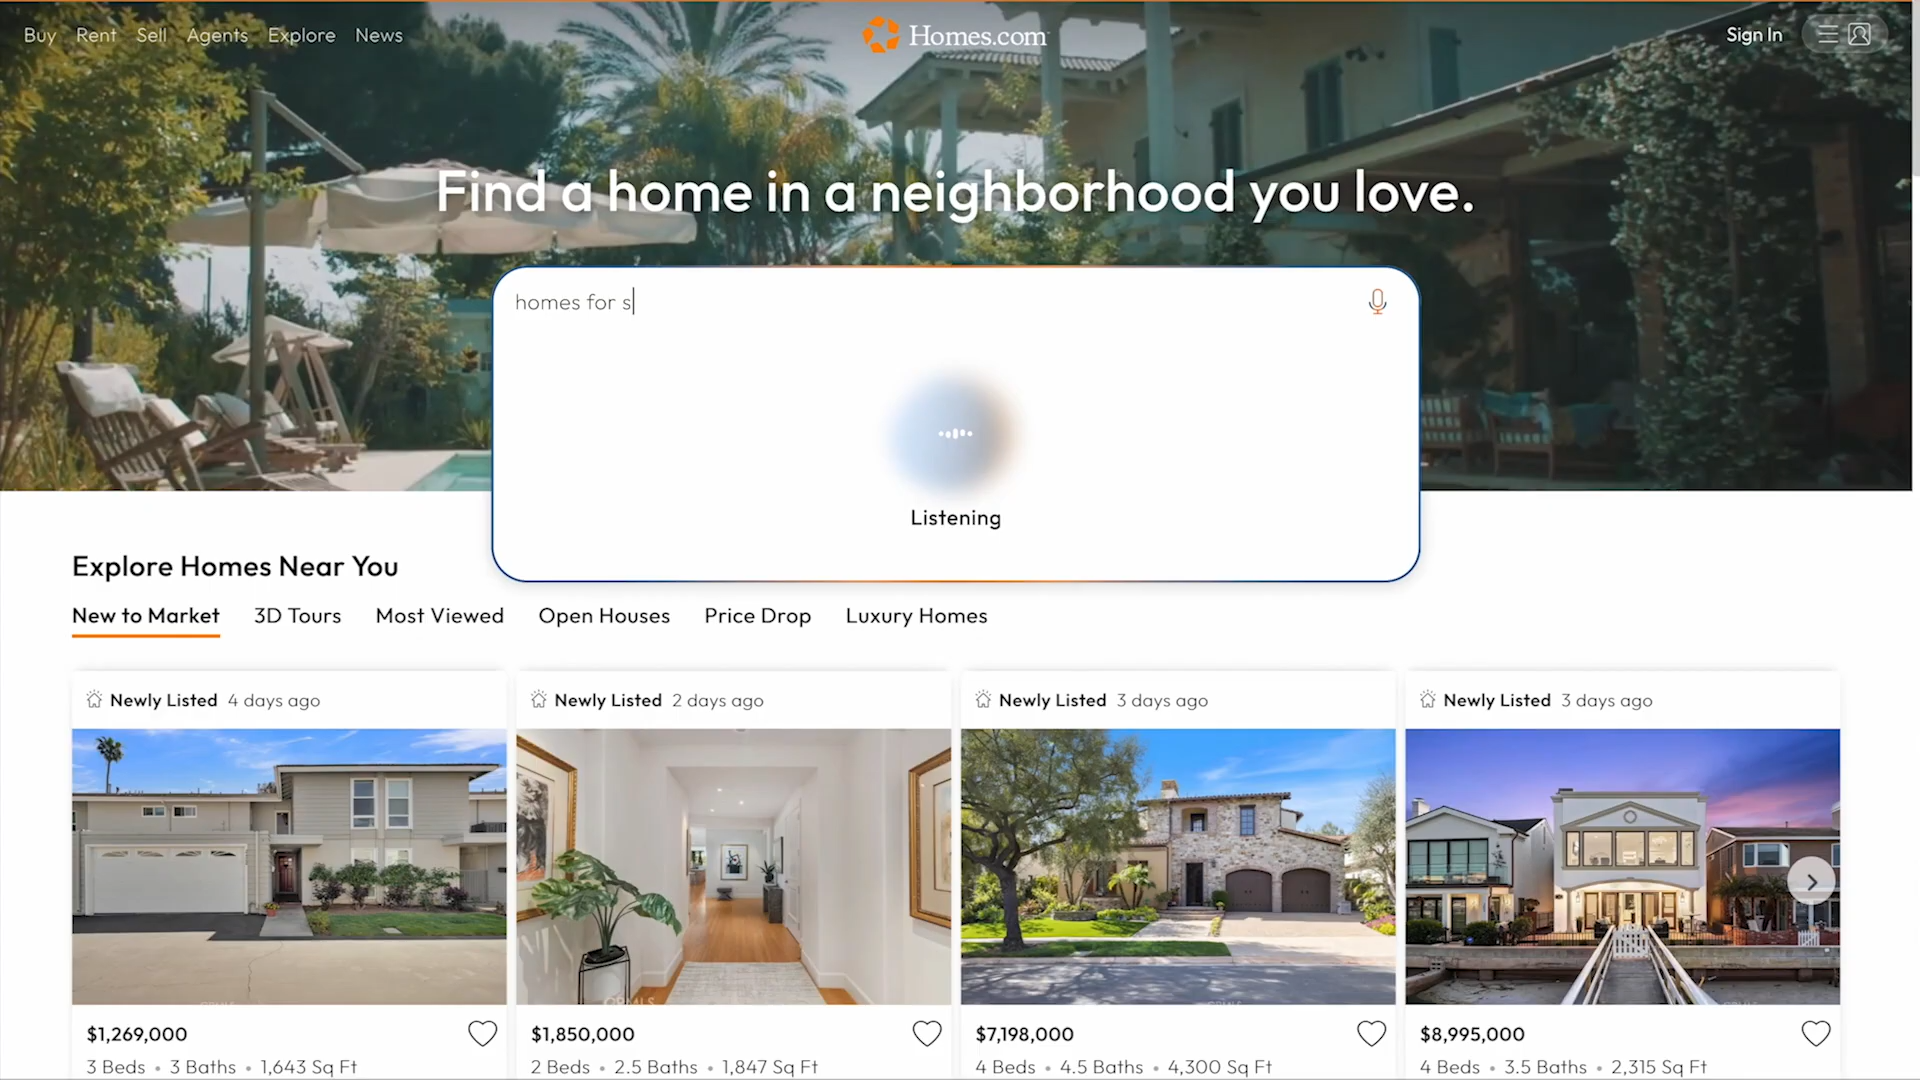 Buy Rent Sell Agents Explore News
Homes.com
Sign In
Find a home in a neighborhood you love.
homes for s
Listening
Explore Homes Near You
New to Market 3D Tours Most Viewed Open Houses Price Drop Luxury Homes
Newly Listed 4 days ago
CRMLS
$1,269,000
3 Beds • 3 Baths • 1,643 Sq Ft
Newly Listed 2 days ago
CRMLS
$1,850,000
2 Beds • 2.5 Baths • 1,847 Sq Ft
Newly Listed 3 days ago
CRMLS
$7,198,000
4 Beds • 4.5 Baths • 4,300 Sq Ft
Newly Listed 3 days ago
$8,995,000
4 Beds • 3.5 Baths • 2,315 Sq Ft